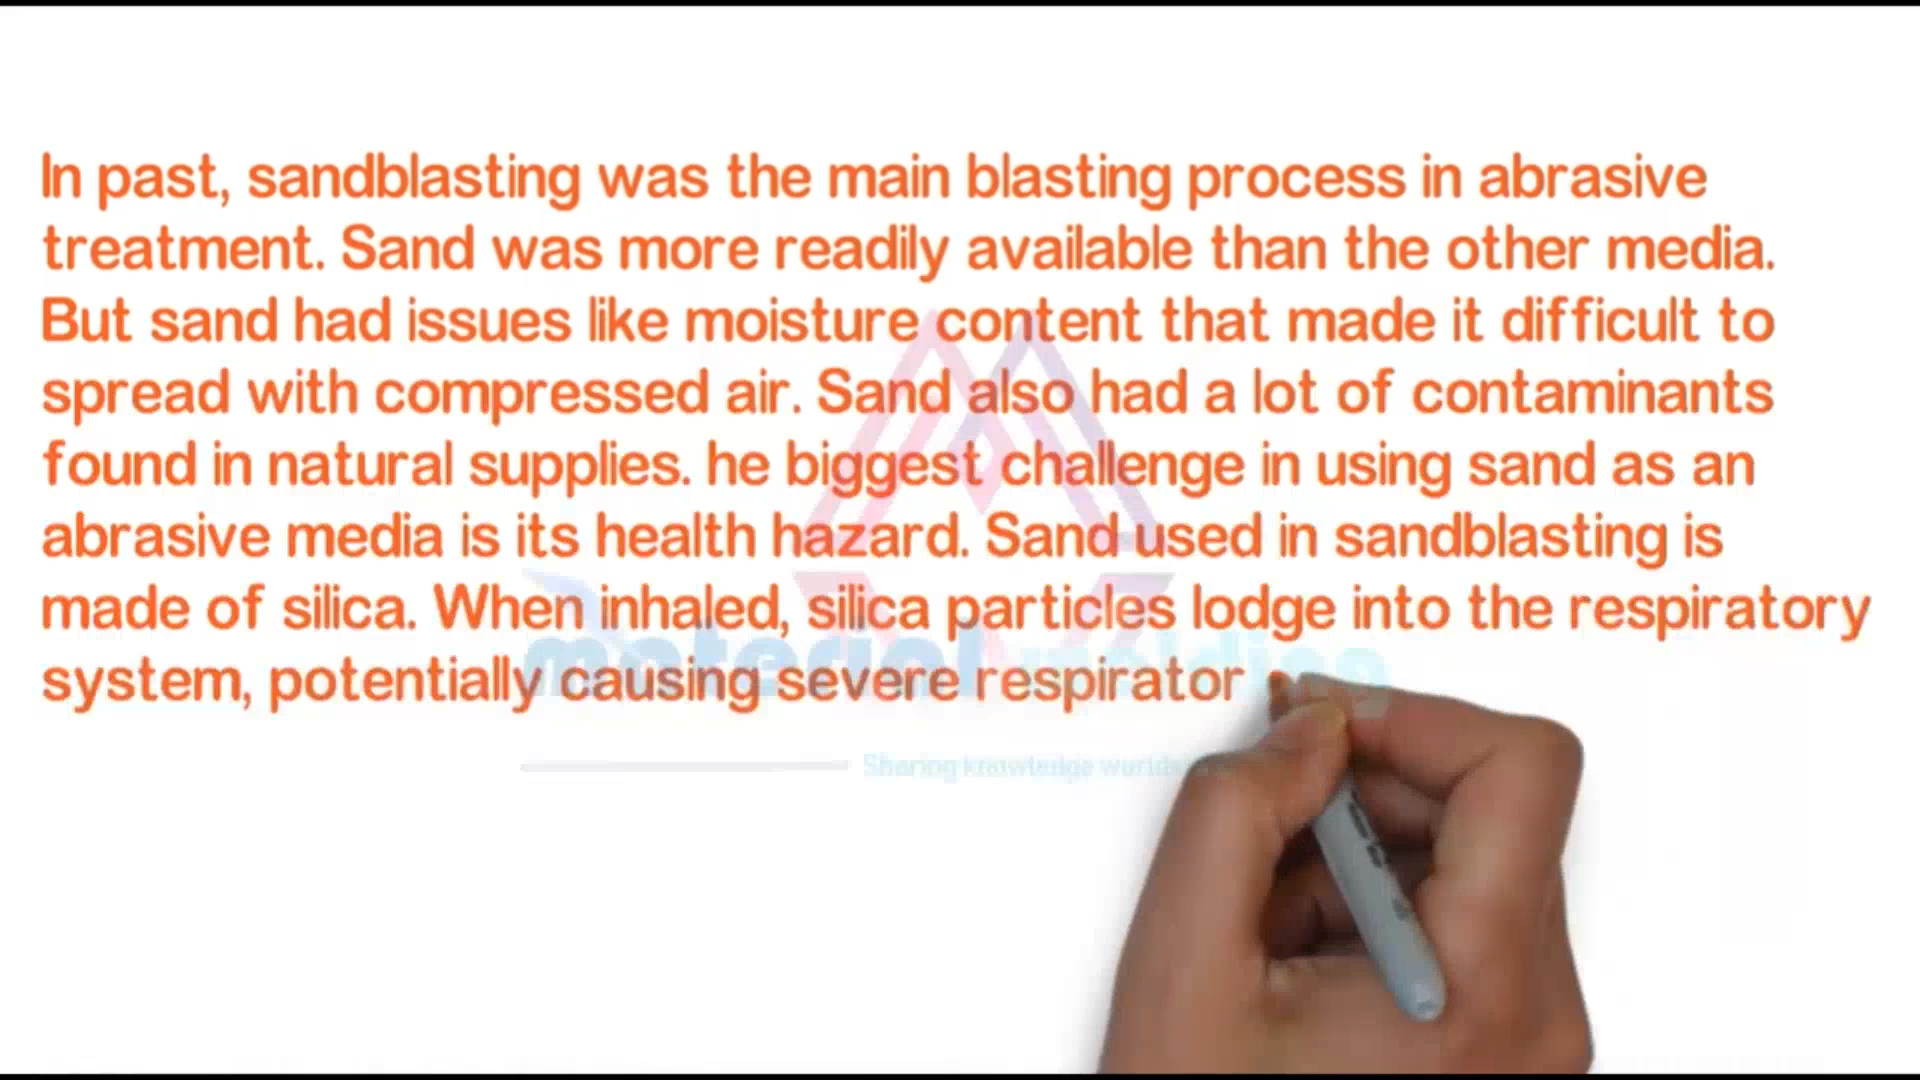 In past, sandblasting was the main blasting process in abrasive
treatment. Sand was more readily available than the other media.
But sand had issues like moisture content that made it difficult to
spread with compressed air. Sand also had a lot of contaminants
found in natural supplies. he biggest challenge in using sand as an
abrasive media is its health hazard. Sand used in sandblasting is
made of silica. When inhaled, silica particles lodge into the respiratory
system, potentially causing severe respirator
material welding
Sharing knowledge